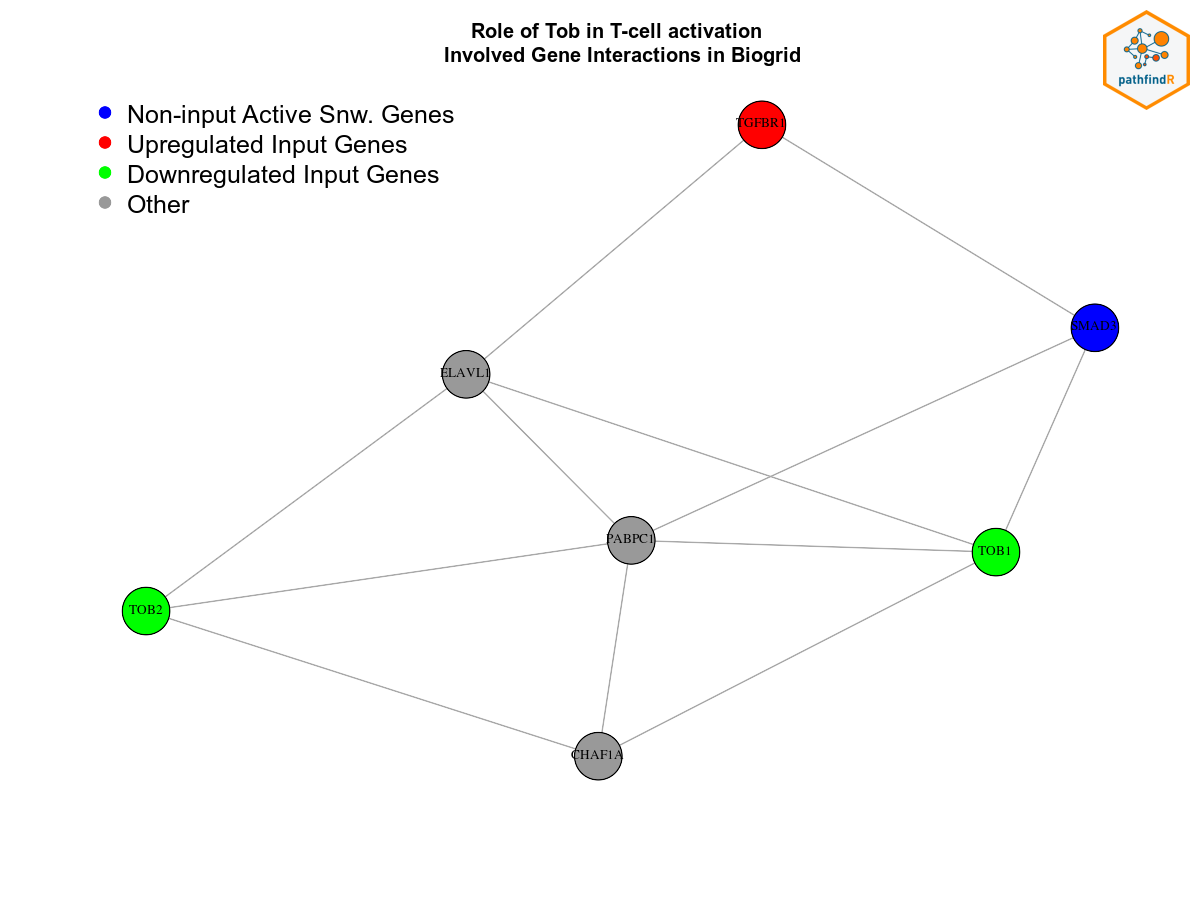 Role of Tob in T-cell activation
Involved Gene Interactions in Biogrid
pathfindR
Non-input Active Snw. Genes
Upregulated Input Genes
Downregulated Input Genes
Other
TGFBR1
SMAD3
ELAVL1
PABPC1
TOB1
TOB2
CHAF1A